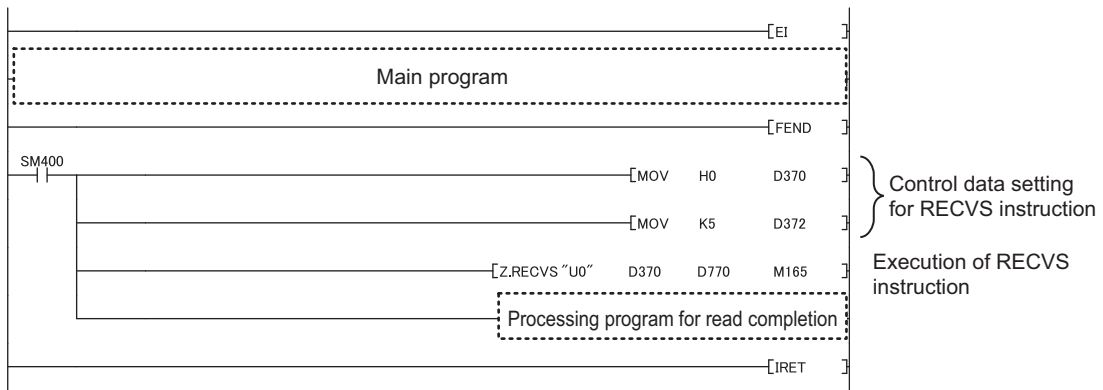 [EI ]
Main program
[FEND ]
SM400
[MOV H0 D370 ]
Control data setting
for RECVS instruction
[MOV K5 D372 ]
[Z.RECVS "U0" D370 D770 M165 ]
Execution of RECVS
instruction
Processing program for read completion
[IRET ]